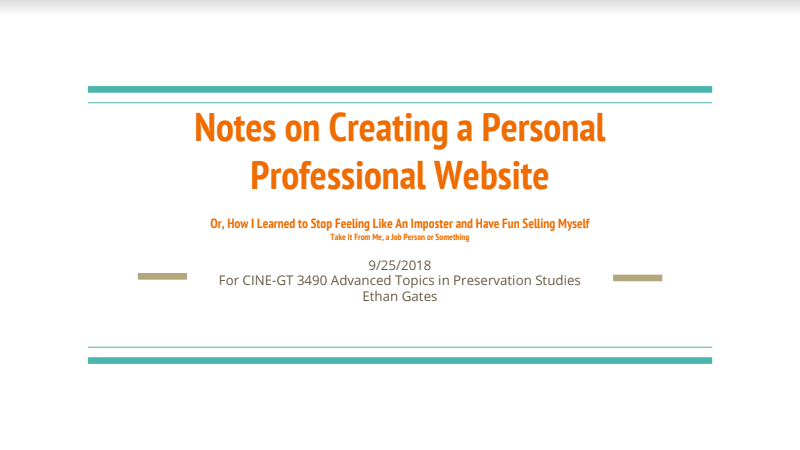 Notes on Creating a Personal
Professional Website
Or, How I Learned to Stop Feeling Like An Imposter and Have Fun Selling Myself
Take It From Me, a Job Person or Something
9/25/2018
For CINE-GT 3490 Advanced Topics in Preservation Studies
Ethan Gates